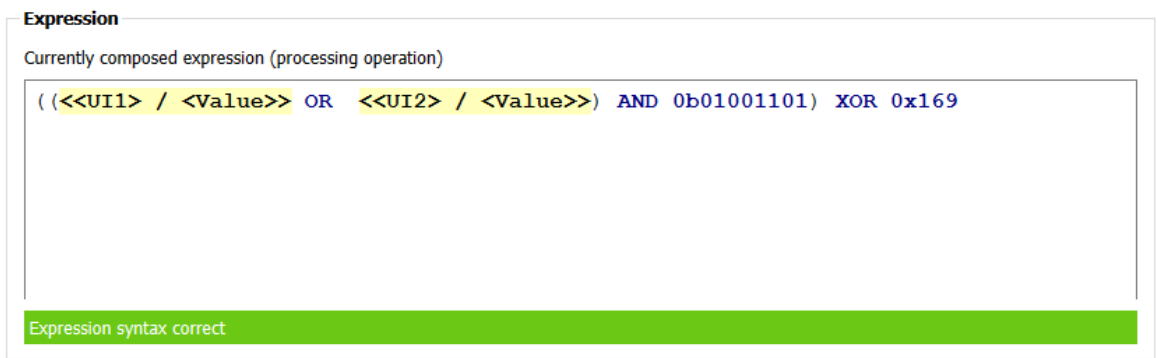 Expression
Currently composed expression (processing operation)
((<<UI1> / <Value>> OR  <<UI2> / <Value>>) AND 0b01001101) XOR 0x169
Expression syntax correct